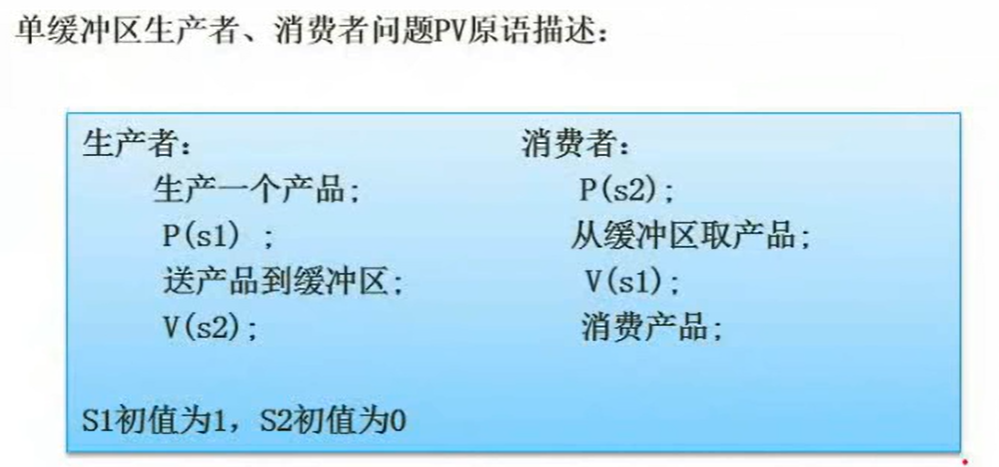 单缓冲区生产者、消费者问题PV原语描述：
生产者：
生产一个产品;
P(s1) ;
送产品到缓冲区;
V(s2);
消费者：
P(s2);
从缓冲区取产品;
V(s1);
消费产品;
S1初值为1，S2初值为0